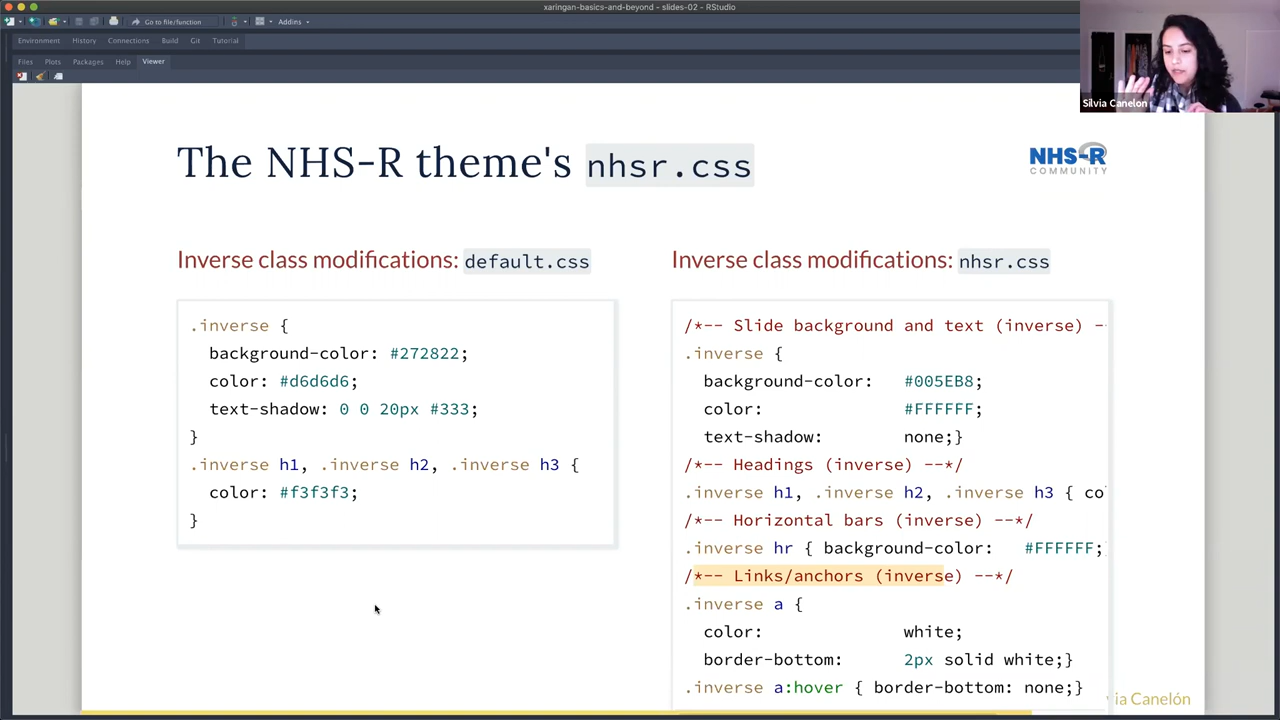 xaringan-basics-and-beyond - slides-02 - RStudio
Go to file/function
Addins
Environment
History
Connections
Build
Git
Tutorial
Files
Plots
Packages
Help
Viewer
Silvia Canelon
The NHS-R theme's nhsr.css
NHS-R
COMMUNITY
Inverse class modifications: default.css
.inverse {
background-color: #272822;
color: #d6d6d6;
text-shadow: 0 0 20px #333;
}
.inverse h1, .inverse h2, .inverse h3 {
color: #f3f3f3;
}
Inverse class modifications: nhsr.css
/*-- Slide background and text (inverse) -
.inverse {
background-color: #005EB8;
color: #FFFFFF;
text-shadow: none;}
/*-- Headings (inverse) --*/
.inverse h1, .inverse h2, .inverse h3 { co
/*-- Horizontal bars (inverse) --*/
.inverse hr { background-color: #FFFFFF;
/*-- Links/anchors (inverse) --*/
.inverse a {
color: white;
border-bottom: 2px solid white;}
.inverse a:hover { border-bottom: none;}
via Canelón